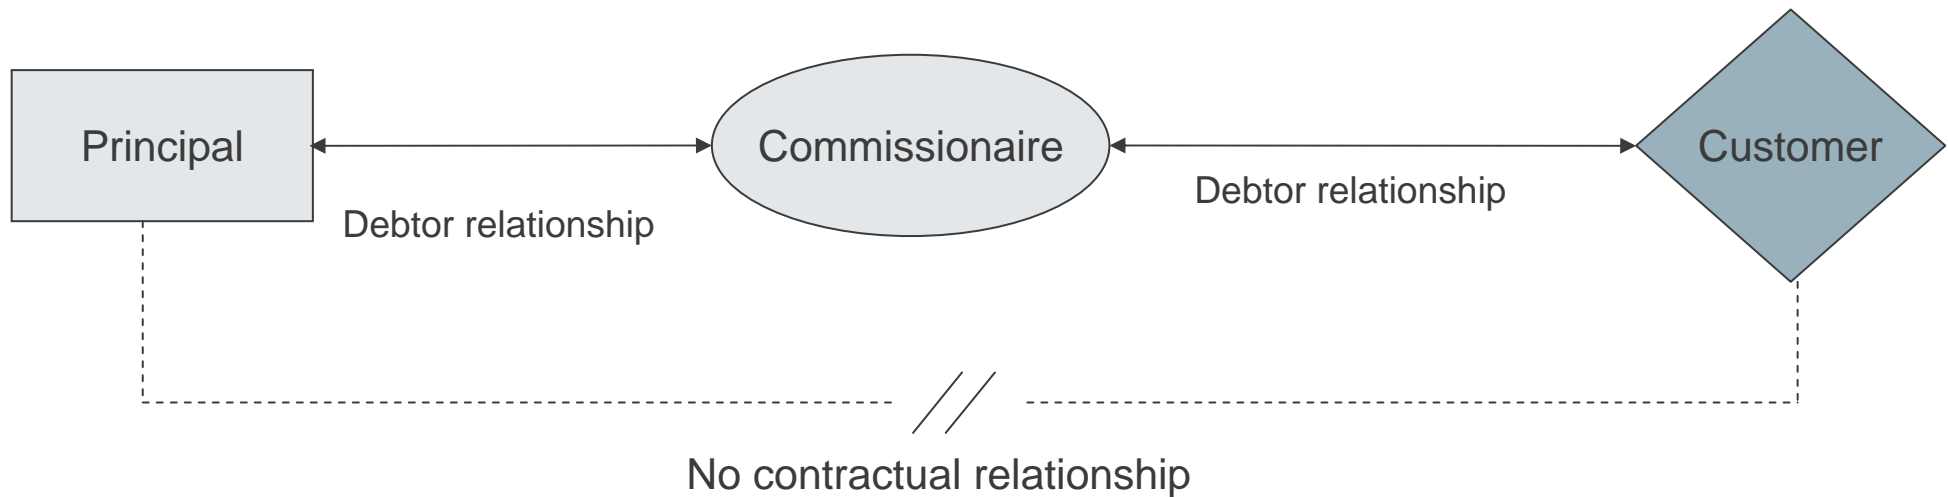 Principal
Commissionaire
Customer
Debtor relationship
Debtor relationship
No contractual relationship